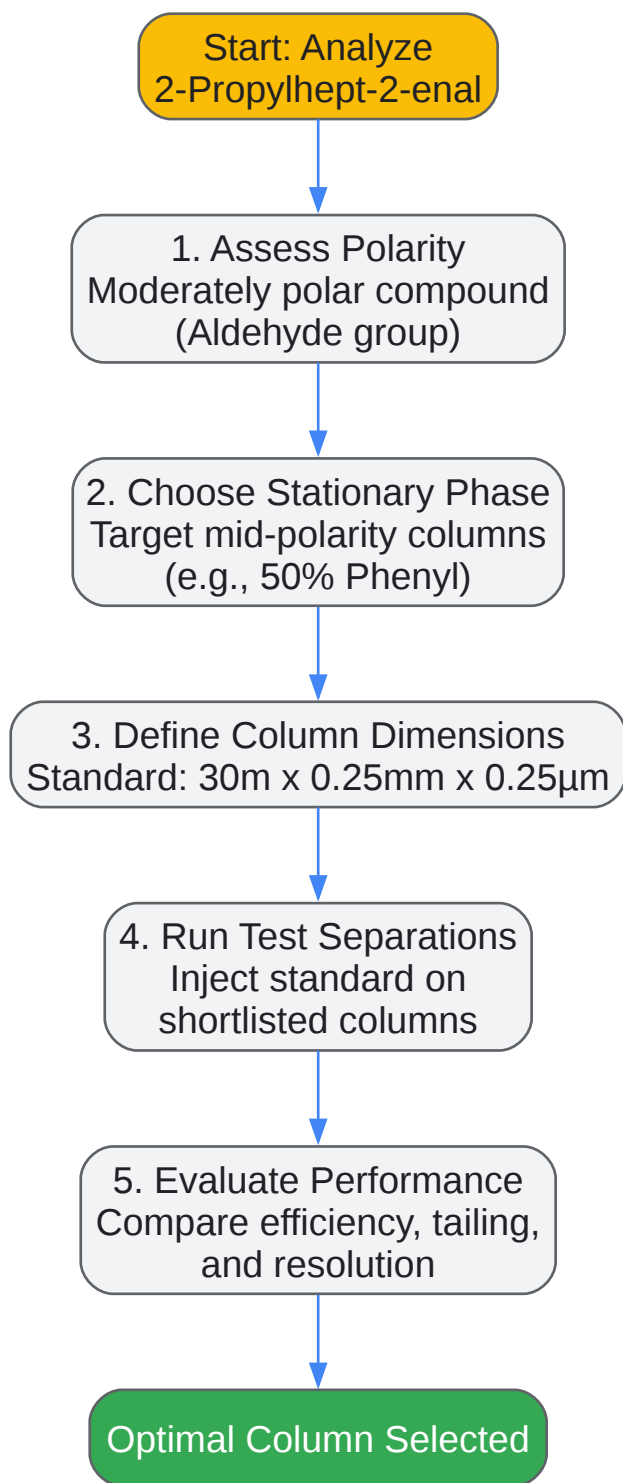 Start: Analyze
2-Propylhept-2-enal
1. Assess Polarity
Moderately polar compound
(Aldehyde group)
2. Choose Stationary Phase
Target mid-polarity columns
(e.g., 50% Phenyl)
3. Define Column Dimensions
Standard: 30m x 0.25mm x 0.25µm
4. Run Test Separations
Inject standard on
shortlisted columns
5. Evaluate Performance
Compare efficiency, tailing,
and resolution
Optimal Column Selected